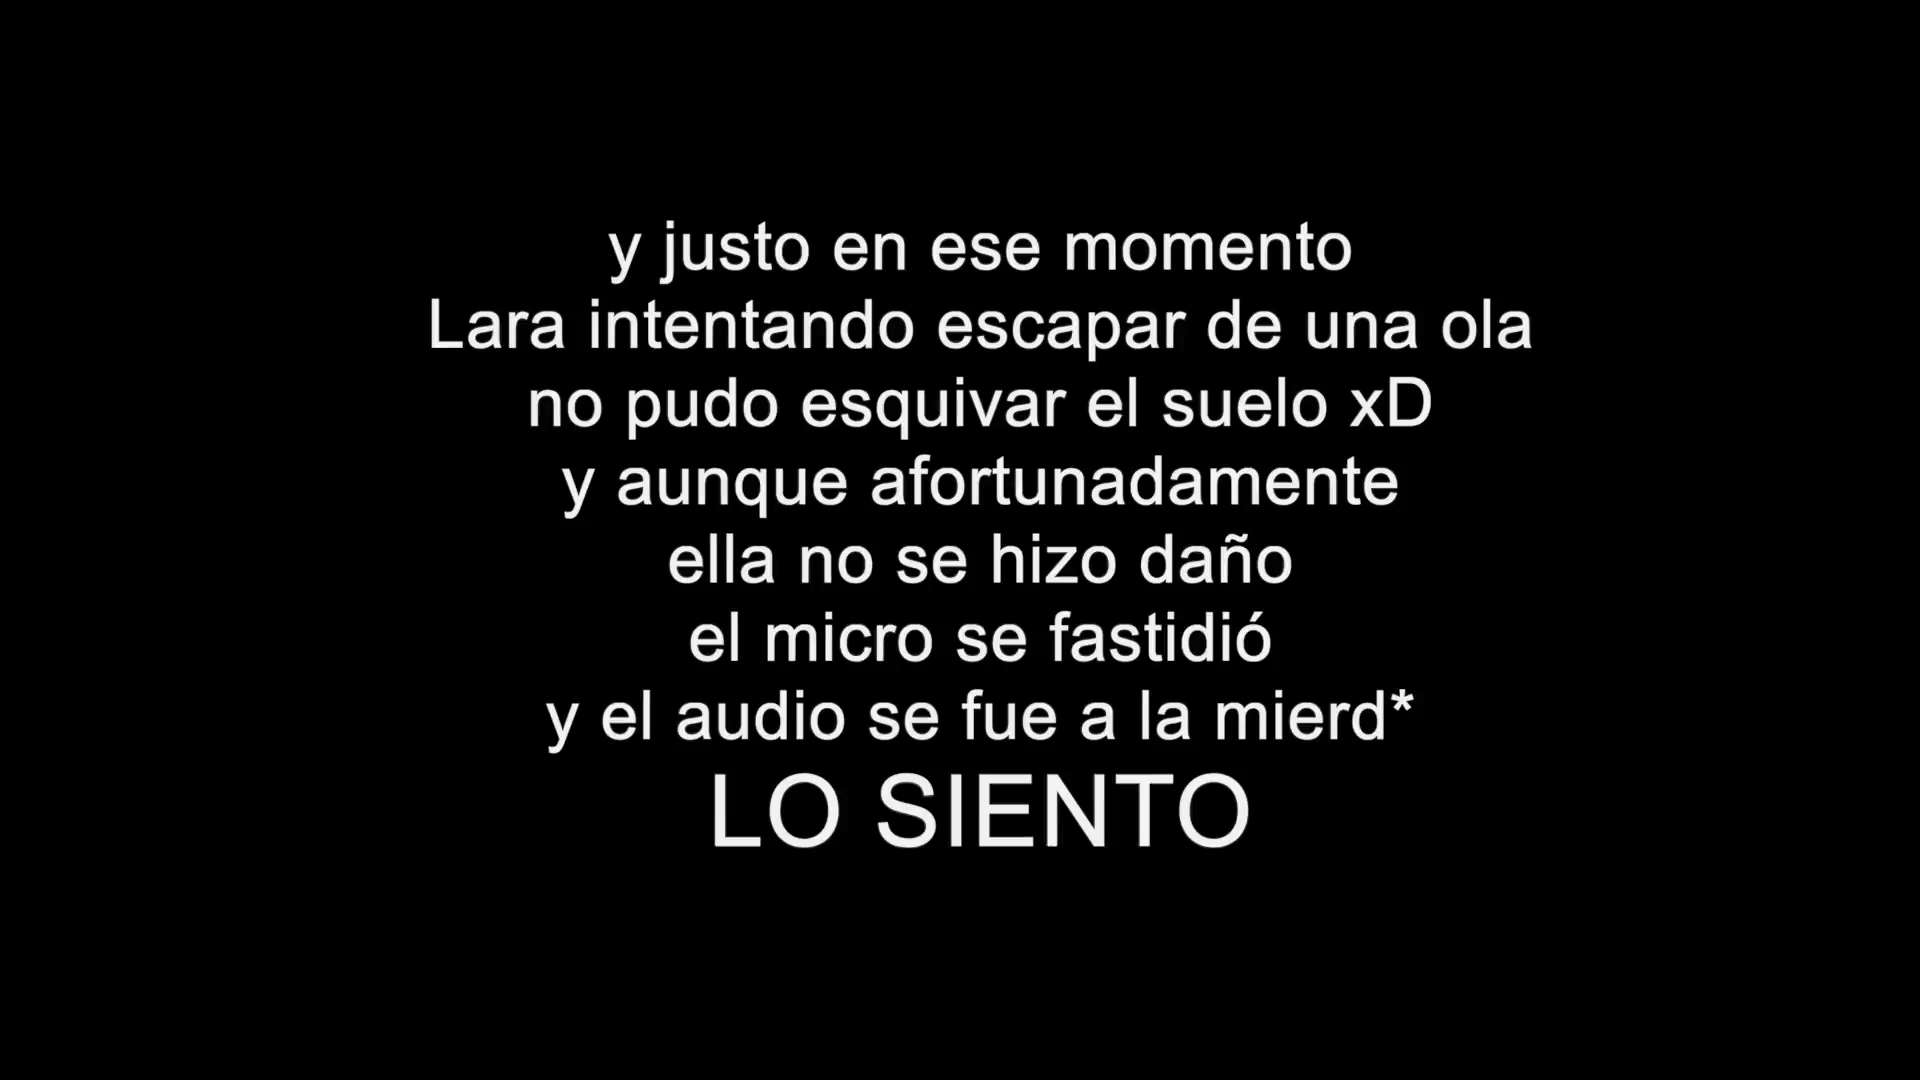 y justo en ese momento
Lara intentando escapar de una ola
no pudo esquivar el suelo xD
y aunque afortunadamente
ella no se hizo daño
el micro se fastidió
y el audio se fue a la mierd*
LO SIENTO